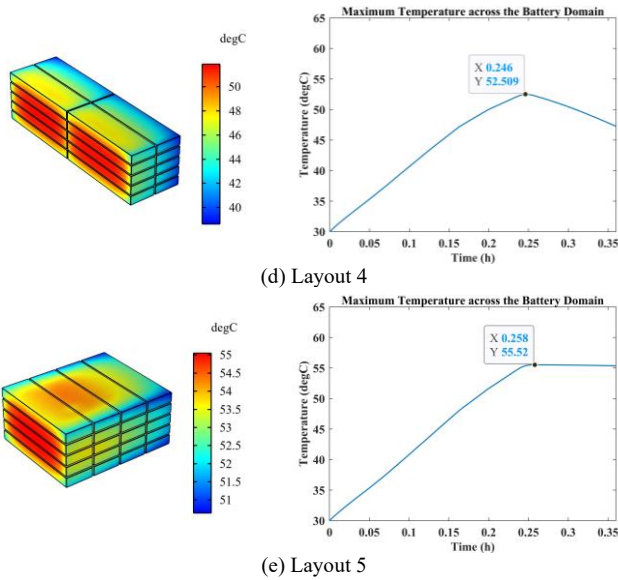 degC
50
48
46
44
42
40
Maximum Temperature across the Battery Domain
Temperature (degC)
65
60
55
50
45
40
35
30
X 0.246
Y 52.509
0 0.05 0.1 0.15 0.2 0.25 0.3 0.35
Time (h)
(d) Layout 4
degC
55
54.5
54
53.5
53
52.5
52
51.5
51
Maximum Temperature across the Battery Domain
Temperature (degC)
65
60
55
50
45
40
35
30
X 0.258
Y 55.52
0 0.05 0.1 0.15 0.2 0.25 0.3 0.35
Time (h)
(e) Layout 5